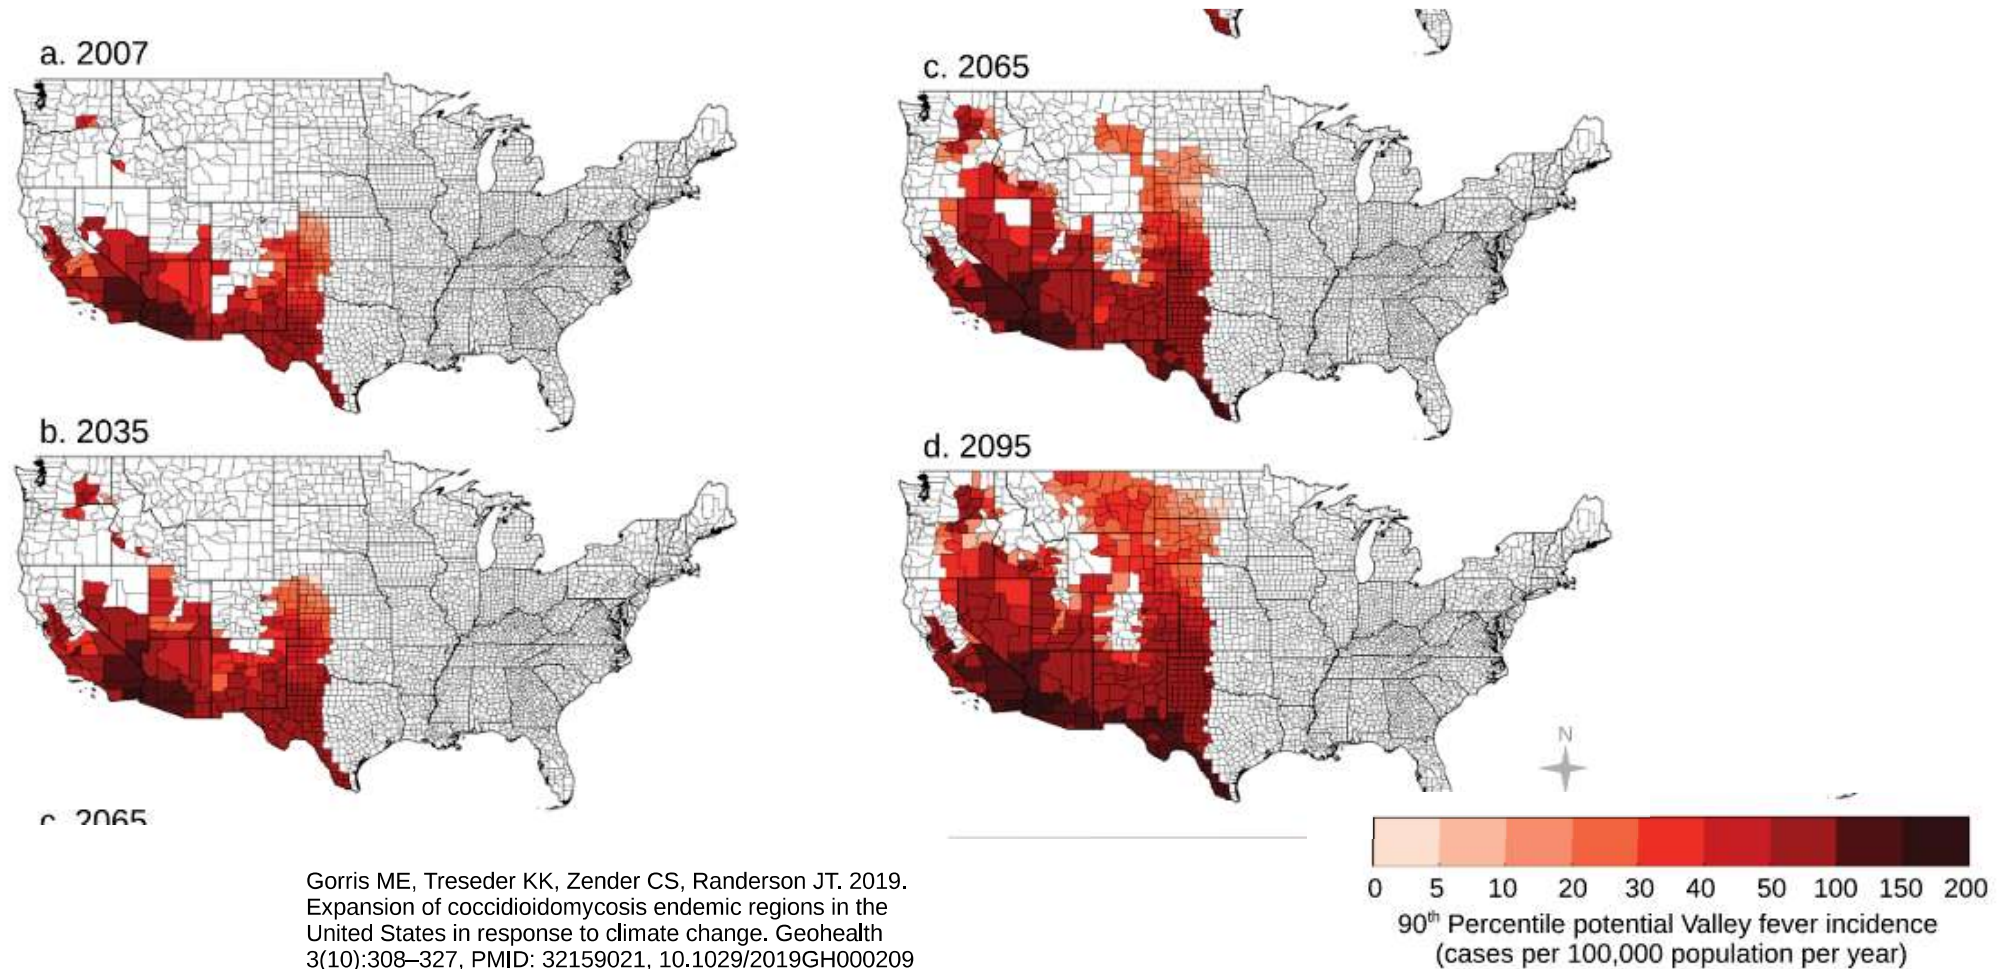 a. 2007
c. 2065
b. 2035
d. 2095
N
c. 2065
0 5 10 20 30 40 50 100 150 200
90th Percentile potential Valley fever incidence
(cases per 100,000 population per year)
Gorris ME, Treseder KK, Zender CS, Randerson JT. 2019.
Expansion of coccidioidomycosis endemic regions in the
United States in response to climate change. Geohealth
3(10):308–327, PMID: 32159021, 10.1029/2019GH000209